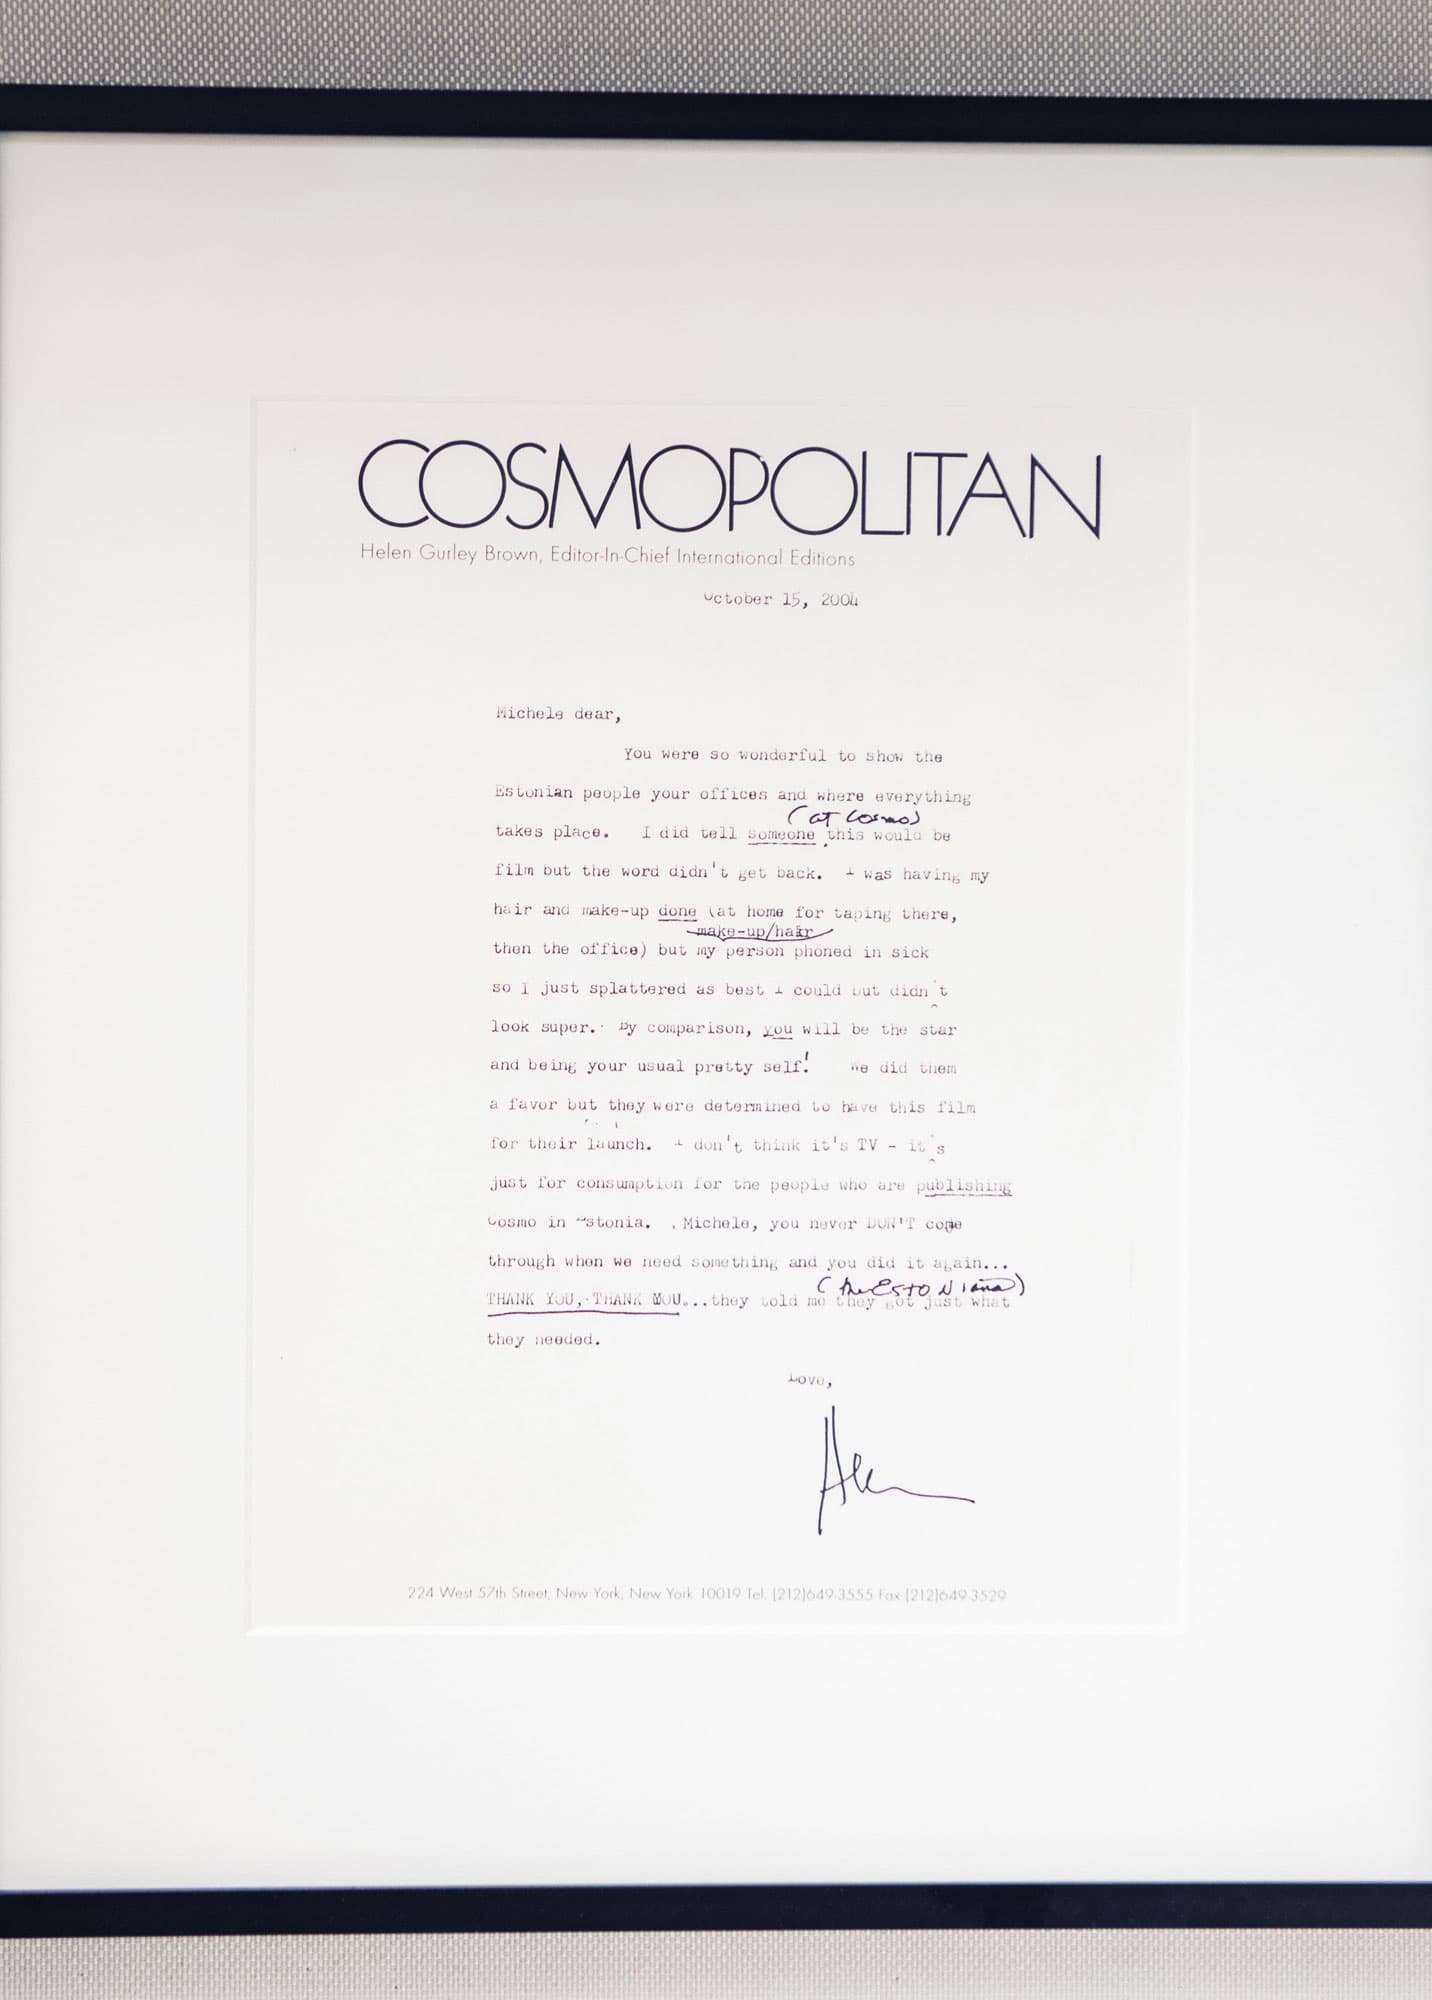 COSMOPOLITAN
Helen Gurley Brown, Editor-In-Chief International Editions
October 15, 2004
Michele dear,
You were so wonderful to show the
Estonian people your offices and where everything
(at Cosmo)
takes place. I did tell someone this would be
film but the word didn't get back. I was having my
hair and make-up done (at home for taping there,
make-up/hair
then the office) but my person phoned in sick
so I just splattered as best I could but didn't
look super. By comparison, you will be the star
and being your usual pretty self! We did them
a favor but they were determined to have this film
for their launch. I don't think it's TV - it's
just for consumption for the people who are publishing
Cosmo in Estonia. Michele, you never DON'T come
through when we need something and you did it again...
(the ESTONians)
THANK YOU, THANK YOU...they told me they got just what
they needed.
Love,
Helen
224 West 57th Street, New York, New York 10019 Tel. (212)649-3555 Fax (212)649-3529